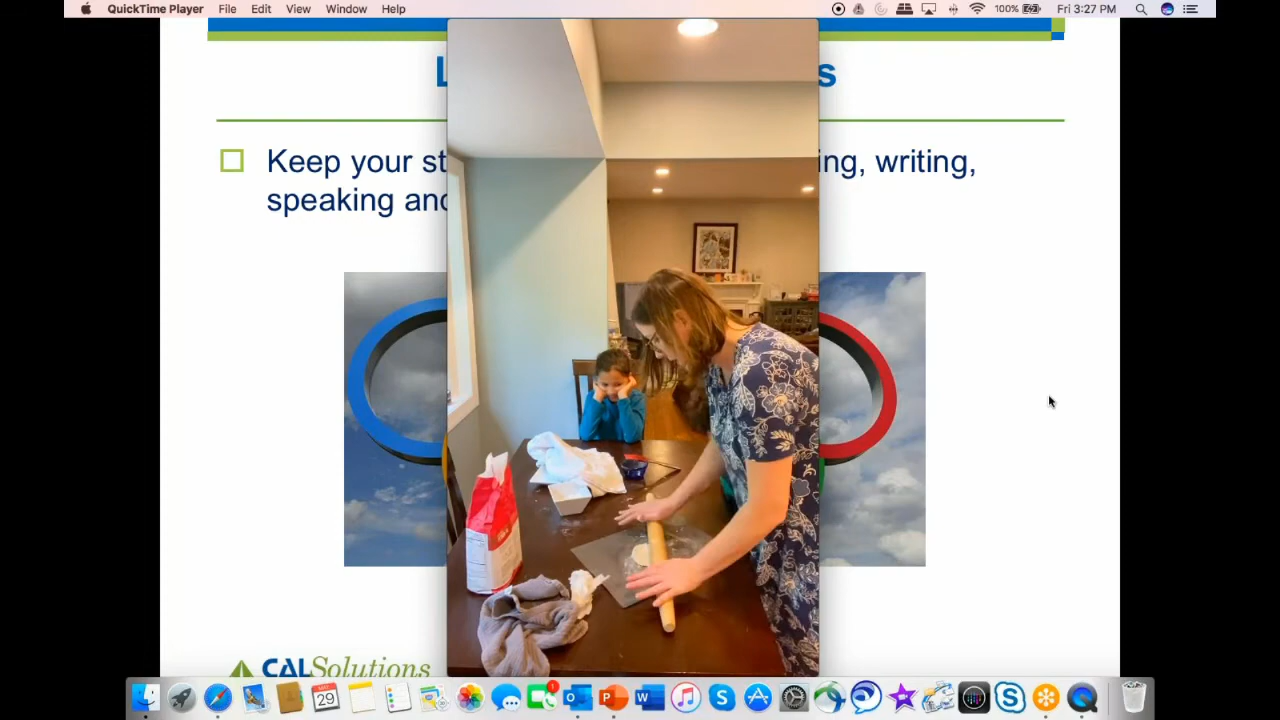 QuickTime Player File Edit View Window Help 100% Fri 3:27 PM
L s
Keep your st ing, writing,
speaking and
CALSolutions
29